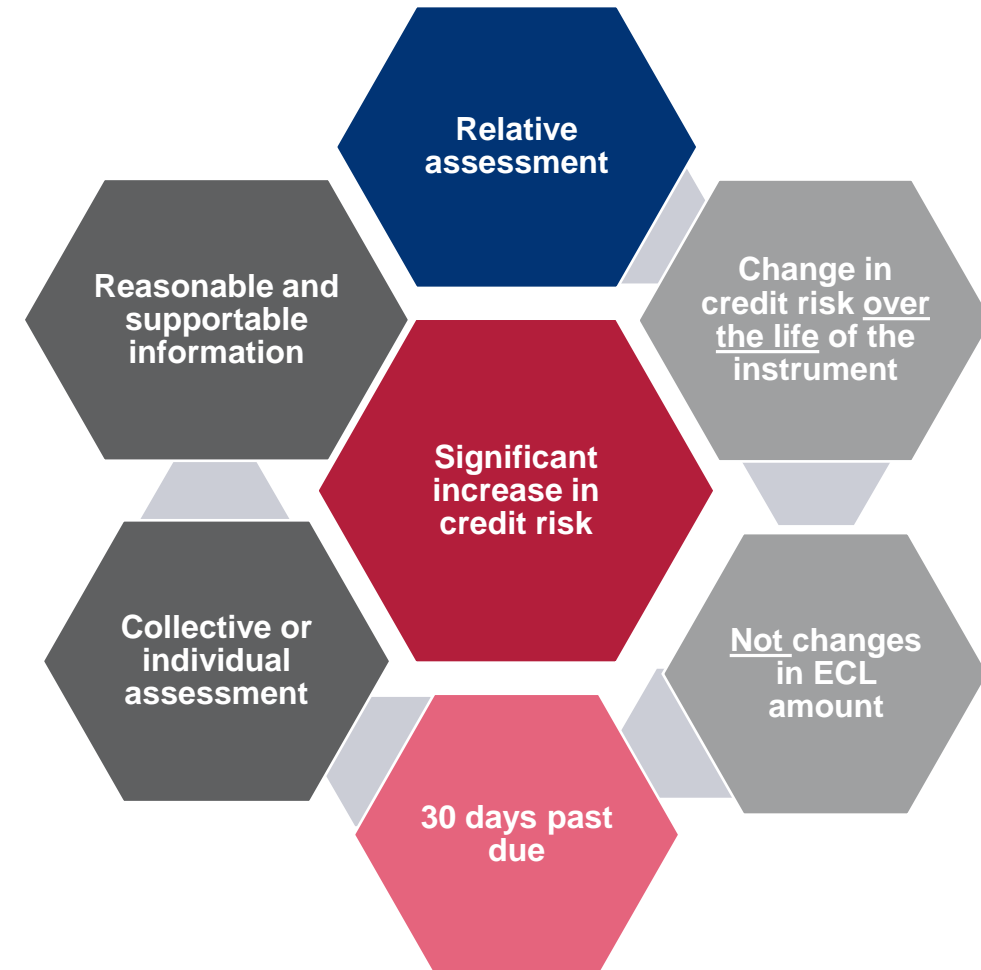 Relative
assessment
Change in
credit risk over
the life of the
instrument
Not changes
in ECL
amount
30 days past
due
Collective or
individual
assessment
Reasonable and
supportable
information
Significant
increase in
credit risk